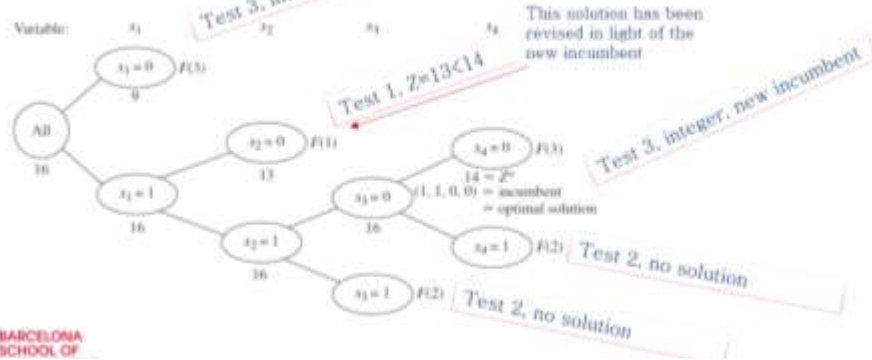 Test 3, in
This solution has been
revised in light of the
new incumbent
Variable: x₁ x₂ x₃ x₄
x₁ = 0 F(3)
9
Test 1, Z=13<14
Test 3, integer, new incumbent
All
16
x₂ = 0 F(1)
13
x₄ = 0 F(3)
14 = Z*
x₁ = 1
16
x₃ = 0
16
(1, 1, 0, 0) = incumbent
= optimal solution
x₂ = 1
16
x₄ = 1 F(2)
Test 2, no solution
x₃ = 1 F(2)
Test 2, no solution
BARCELONA
SCHOOL OF